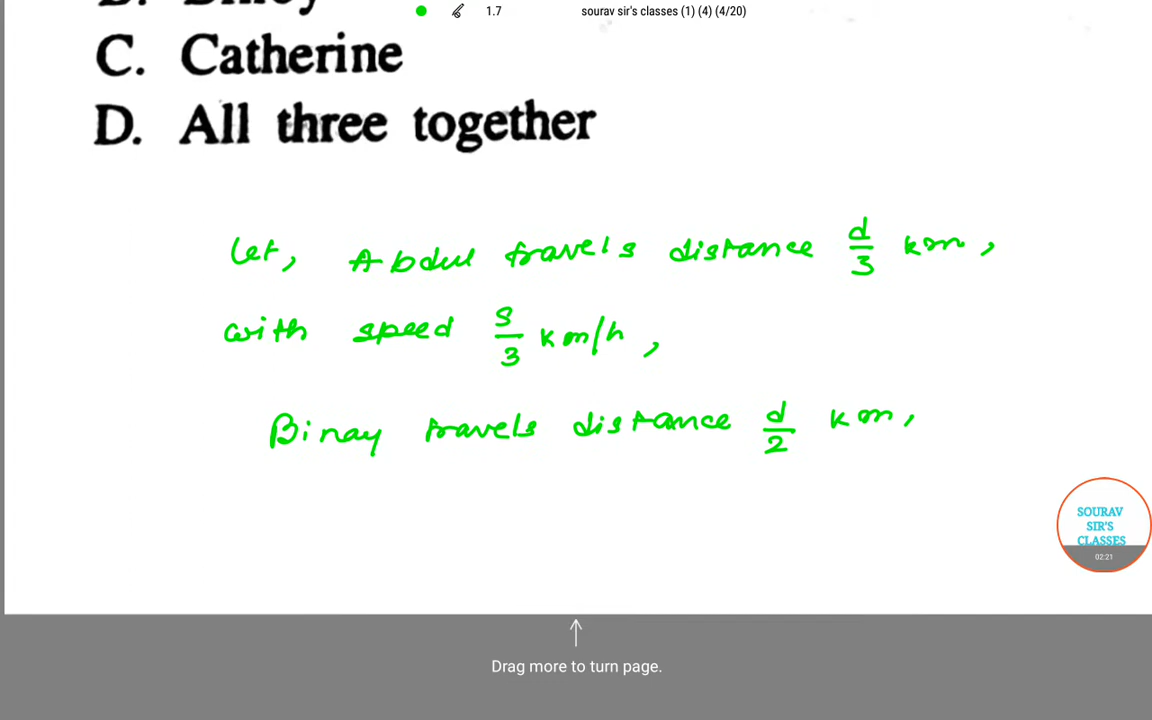 1.7 sourav sir's classes (1) (4) (4/20)
C. Catherine
D. All three together
Let, Abdul travels distance d/3 km,
with speed s/3 km/h,
Binay travels distance d/2 km,
SOURAV
SIR'S
CLASSES
02:21
Drag more to turn page.